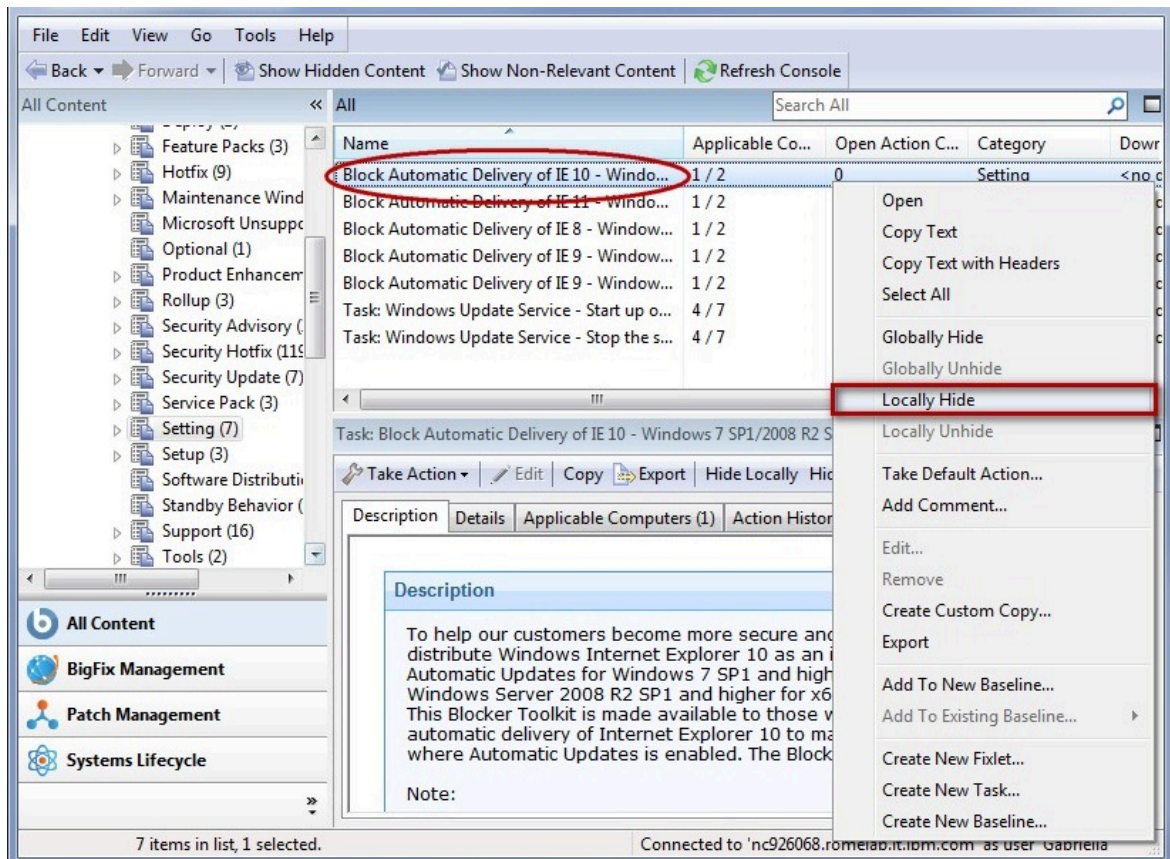 File Edit View Go Tools Help
Back Forward Show Hidden Content Show Non-Relevant Content Refresh Console
All Content « All Search All
Feature Packs (3)
Hotfix (9)
Maintenance Wind
Microsoft Unsuppo
Optional (1)
Product Enhancem
Rollup (3)
Security Advisory (
Security Hotfix (119
Security Update (7)
Service Pack (3)
Setting (7)
Setup (3)
Software Distributi
Standby Behavior (
Support (16)
Tools (2)
All Content
BigFix Management
Patch Management
Systems Lifecycle
»
Name Applicable Co... Open Action C... Category Dowr
Block Automatic Delivery of IE 10 - Windo... 1 / 2 0 Setting <no d
Block Automatic Delivery of IE 11 - Windo... 1 / 2
Block Automatic Delivery of IE 8 - Window... 1 / 2
Block Automatic Delivery of IE 9 - Window... 1 / 2
Block Automatic Delivery of IE 9 - Window... 1 / 2
Task: Windows Update Service - Start up o... 4 / 7
Task: Windows Update Service - Stop the s... 4 / 7
Task: Block Automatic Delivery of IE 10 - Windows 7 SP1/2008 R2 S
Take Action Edit Copy Export Hide Locally Hid
Description Details Applicable Computers (1) Action Histor
Description
To help our customers become more secure and
distribute Windows Internet Explorer 10 as an i
Automatic Updates for Windows 7 SP1 and high
Windows Server 2008 R2 SP1 and higher for x6
This Blocker Toolkit is made available to those w
automatic delivery of Internet Explorer 10 to ma
where Automatic Updates is enabled. The Block
Note:
Open
Copy Text
Copy Text with Headers
Select All
Globally Hide
Globally Unhide
Locally Hide
Locally Unhide
Take Default Action...
Add Comment...
Edit...
Remove
Create Custom Copy...
Export
Add To New Baseline...
Add To Existing Baseline...
Create New Fixlet...
Create New Task...
Create New Baseline...
7 items in list, 1 selected. Connected to 'nc926068.romelab.it.ibm.com' as user 'Gabriella'